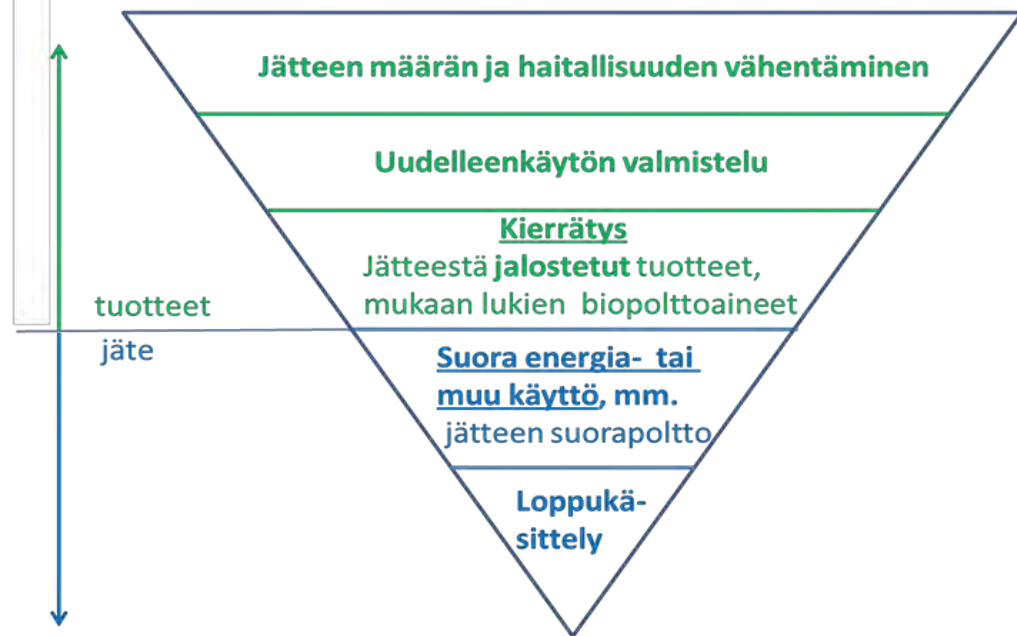 Jätteen määrän ja haitallisuuden vähentäminen
Uudelleenkäytön valmistelu
Kierrätys
Jätteestä jalostetut tuotteet,
mukaan lukien biopolttoaineet
tuotteet
jäte
Suora energia- tai
muu käyttö, mm.
jätteen suorapoltto
Loppukä-
sittely